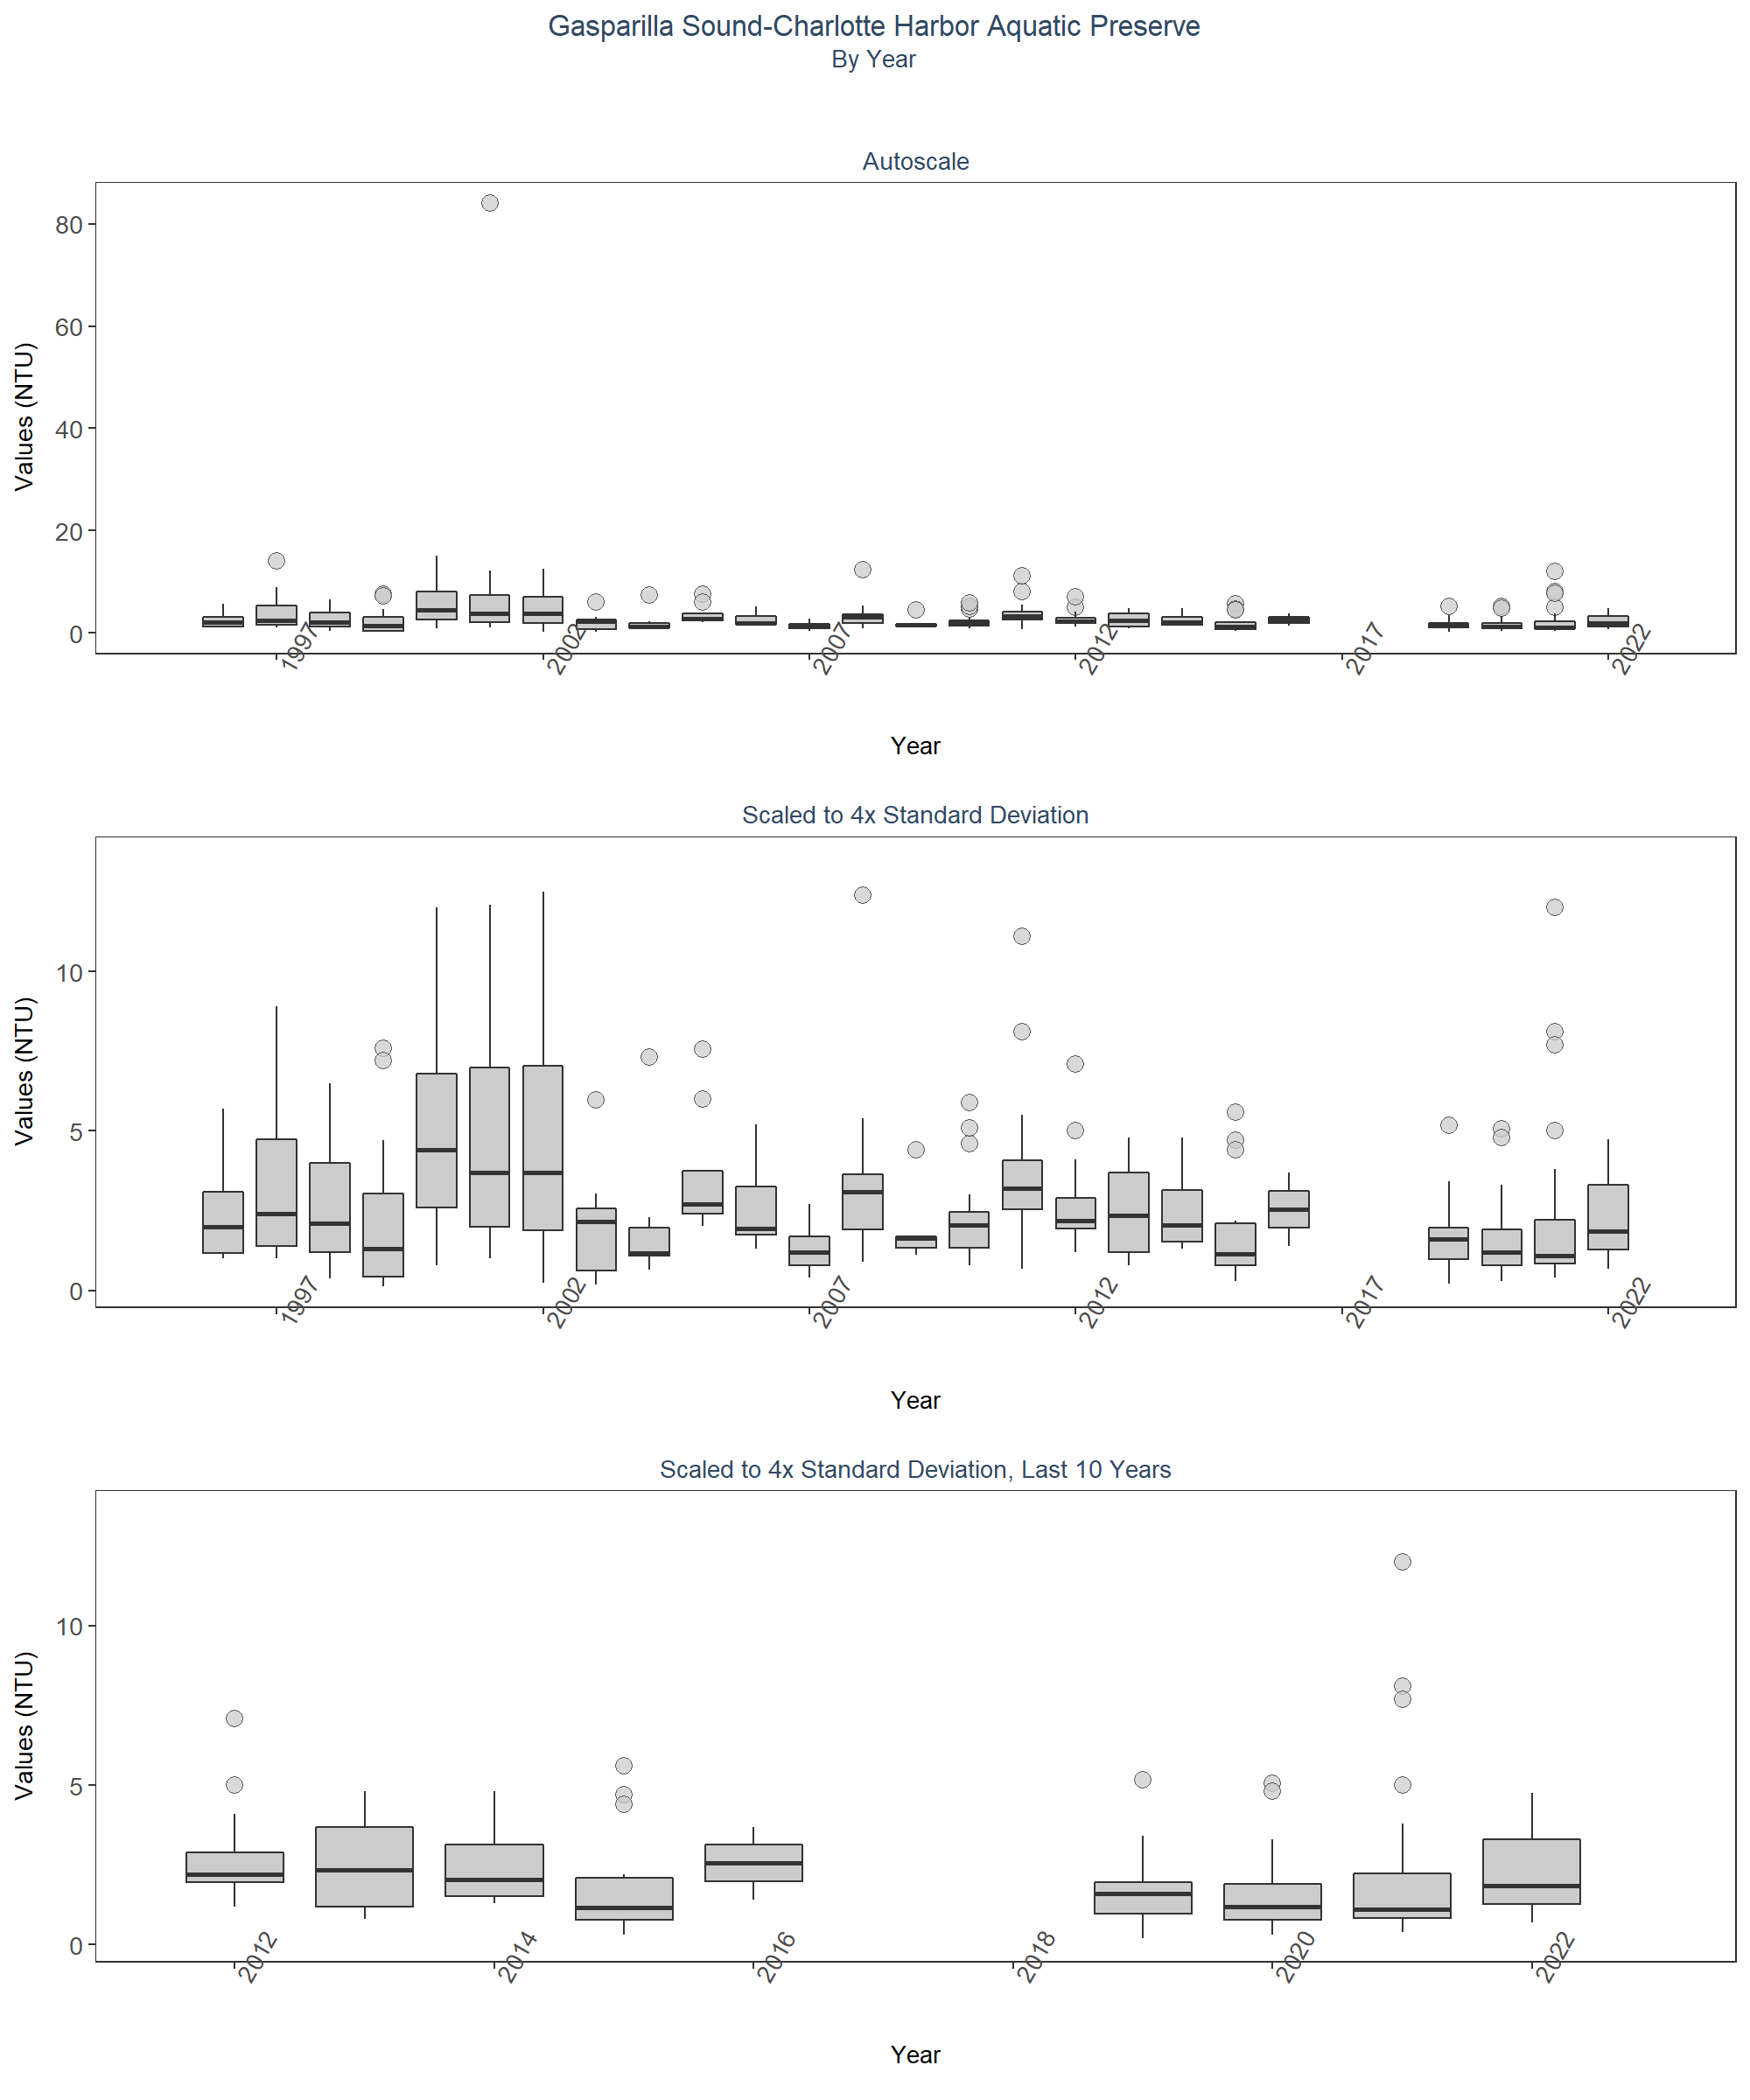 Gasparilla Sound-Charlotte Harbor Aquatic Preserve
By Year
Autoscale
Values (NTU)
80
60
40
20
0
1997
2002
2007
2012
2017
2022
Year
Scaled to 4x Standard Deviation
Values (NTU)
10
5
0
1997
2002
2007
2012
2017
2022
Year
Scaled to 4x Standard Deviation, Last 10 Years
Values (NTU)
10
5
0
2012
2014
2016
2018
2020
2022
Year